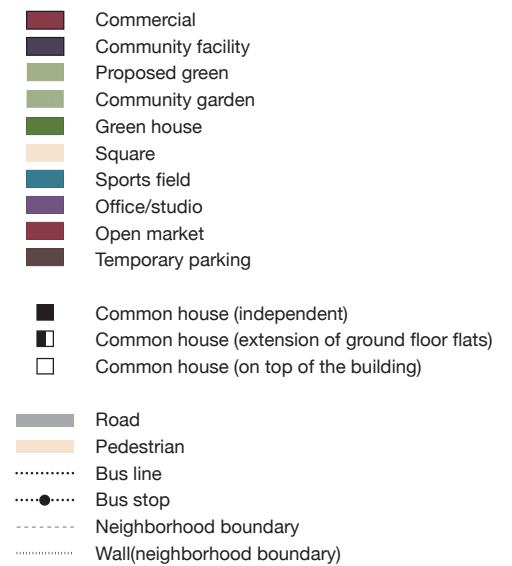 Commercial
Community facility
Proposed green
Community garden
Green house
Square
Sports field
Office/studio
Open market
Temporary parking
Common house (independent)
Common house (extension of ground floor flats)
Common house (on top of the building)
Road
Pedestrian
Bus line
Bus stop
Neighborhood boundary
Wall(neighborhood boundary)